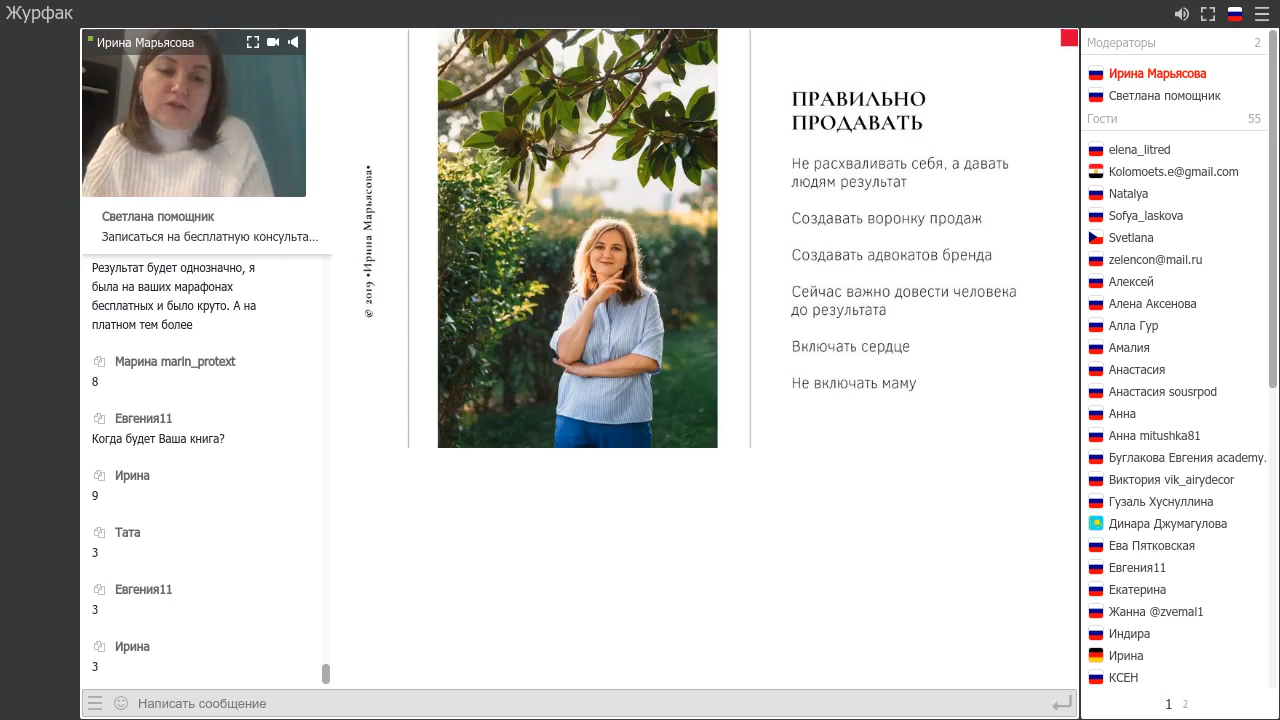 Журфак
Ирина Марьясова
Светлана помощник
Записаться на бесплатную консульта...
Результат будет однозначно, я
была на ваших марафонах
бесплатных и было круто. А на
платном тем более
Марина marin_protext
8
Евгения11
Когда будет Ваша книга?
Ирина
9
Тата
3
Евгения11
3
Ирина
3
Написать сообщение
© 2019 •Ирина Марьясова•
ПРАВИЛЬНО
ПРОДАВАТЬ
Не расхваливать себя, а давать
людям результат
Создавать воронку продаж
Создавать адвокатов бренда
Сейчас важно довести человека
до результата
Включать сердце
Не включать маму
Модераторы 2
Ирина Марьясова
Светлана помощник
Гости 55
elena_litred
Kolomoets.e@gmail.com
Natalya
Sofya_laskova
Svetlana
zelencon@mail.ru
Алексей
Алена Аксенова
Алла Гур
Амалия
Анастасия
Анастасия sousrpod
Анна
Анна mitushka81
Буглакова Евгения academy.
Виктория vik_airydecor
Гузаль Хуснуллина
Динара Джумагулова
Ева Пятковская
Евгения11
Екатерина
Жанна @zvemal1
Индира
Ирина
КСЕН
1 2